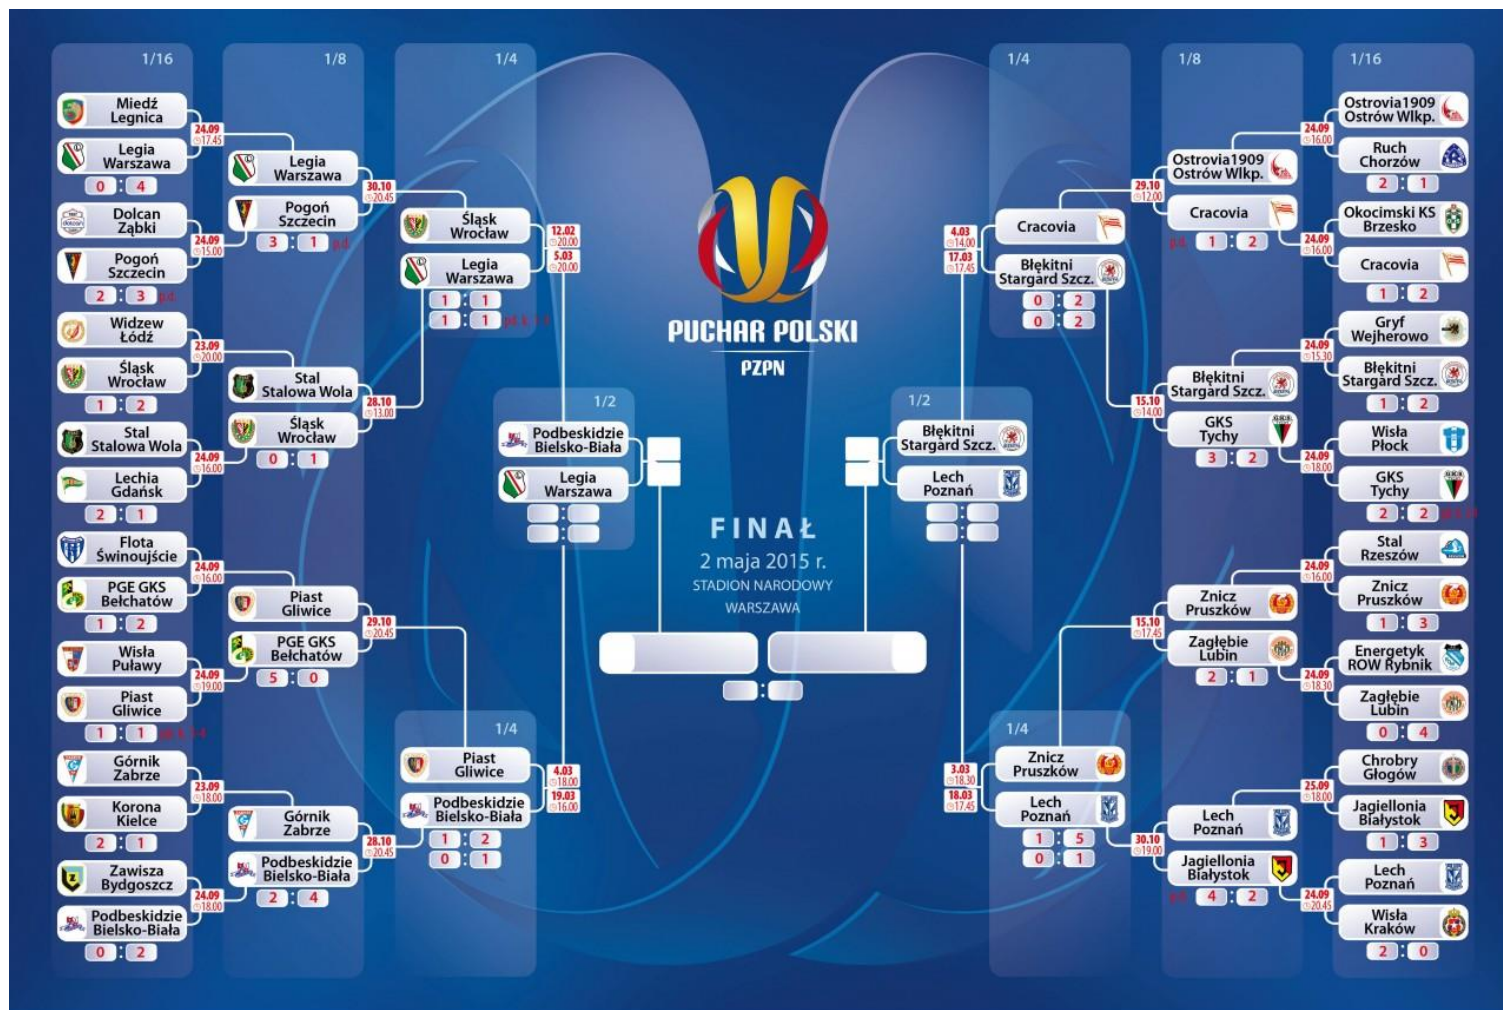 1/16
Miedź
Legnica
24.09
17.45
Legia
Warszawa
0 : 4
Dolcan
Ząbki
24.09
15.00
Pogoń
Szczecin
2 : 3 p.d.
Widzew
Łódź
23.09
20.00
Śląsk
Wrocław
1 : 2
Stal
Stalowa Wola
24.09
16.00
Lechia
Gdańsk
2 : 1
Flota
Świnoujście
24.09
16.00
PGE GKS
Bełchatów
1 : 2
Wisła
Puławy
24.09
19.00
Piast
Gliwice
1 : 1
Górnik
Zabrze
23.09
18.00
Korona
Kielce
2 : 1
Zawisza
Bydgoszcz
24.09
18.00
Podbeskidzie
Bielsko-Biała
0 : 2
1/8
Legia
Warszawa
30.10
20.45
Pogoń
Szczecin
3 : 1 p.d.
Stal
Stalowa Wola
28.10
13.00
Śląsk
Wrocław
0 : 1
Piast
Gliwice
29.10
20.45
PGE GKS
Bełchatów
5 : 0
Górnik
Zabrze
28.10
20.45
Podbeskidzie
Bielsko-Biała
2 : 4
1/4
Śląsk
Wrocław
12.02
20.00
5.03
20.00
Legia
Warszawa
1 : 1
1 : 1
1/4
Piast
Gliwice
4.03
18.00
19.03
16.00
Podbeskidzie
Bielsko-Biała
1 : 2
0 : 1
1/2
Podbeskidzie
Bielsko-Biała
Legia
Warszawa
:
:
PUCHAR POLSKI
PZPN
FINAŁ
2 maja 2015 r.
STADION NARODOWY
WARSZAWA
:
1/2
Błękitni
Stargard Szcz.
Lech
Poznań
:
:
1/4
4.03
14.00
17.03
17.45
Cracovia
Błękitni
Stargard Szcz.
0 : 2
0 : 2
1/4
3.03
18.30
18.03
17.45
Znicz
Pruszków
Lech
Poznań
1 : 5
0 : 1
1/8
Ostrovia1909
Ostrów Wlkp.
29.10
12.00
Cracovia
p.d. 1 : 2
Błękitni
Stargard Szcz.
15.10
14.00
GKS
Tychy
3 : 2
Znicz
Pruszków
15.10
17.45
Zagłębie
Lubin
2 : 1
Lech
Poznań
30.10
19.00
Jagiellonia
Białystok
p.d. 4 : 2
1/16
Ostrovia1909
Ostrów Wlkp.
24.09
16.00
Ruch
Chorzów
2 : 1
Okocimski KS
Brzesko
24.09
16.00
Cracovia
1 : 2
Gryf
Wejherowo
24.09
15.30
Błękitni
Stargard Szcz.
1 : 2
Wisła
Płock
24.09
18.00
GKS
Tychy
2 : 2
Stal
Rzeszów
24.09
16.00
Znicz
Pruszków
1 : 3
Energetyk
ROW Rybnik
24.09
18.30
Zagłębie
Lubin
0 : 4
Chrobry
Głogów
25.09
18.00
Jagiellonia
Białystok
1 : 3
Lech
Poznań
24.09
20.45
Wisła
Kraków
2 : 0